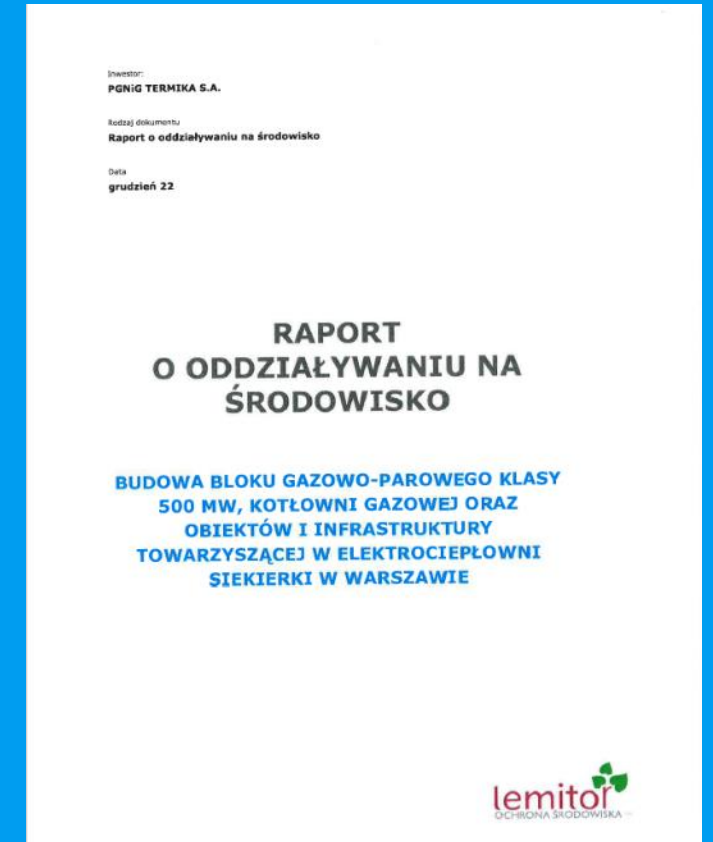 Inwestor:
PGNiG TERMIKA S.A.
Rodzaj dokumentu
Raport o oddziaływaniu na środowisko
Data
grudzień 22
RAPORT
O ODDZIAŁYWANIU NA
ŚRODOWISKO
BUDOWA BLOKU GAZOWO-PAROWEGO KLASY
500 MW, KOTŁOWNI GAZOWEJ ORAZ
OBIEKTÓW I INFRASTRUKTURY
TOWARZYSZĄCEJ W ELEKTROCIEPŁOWNI
SIEKIERKI W WARSZAWIE
lemitor
OCHRONA ŚRODOWISKA